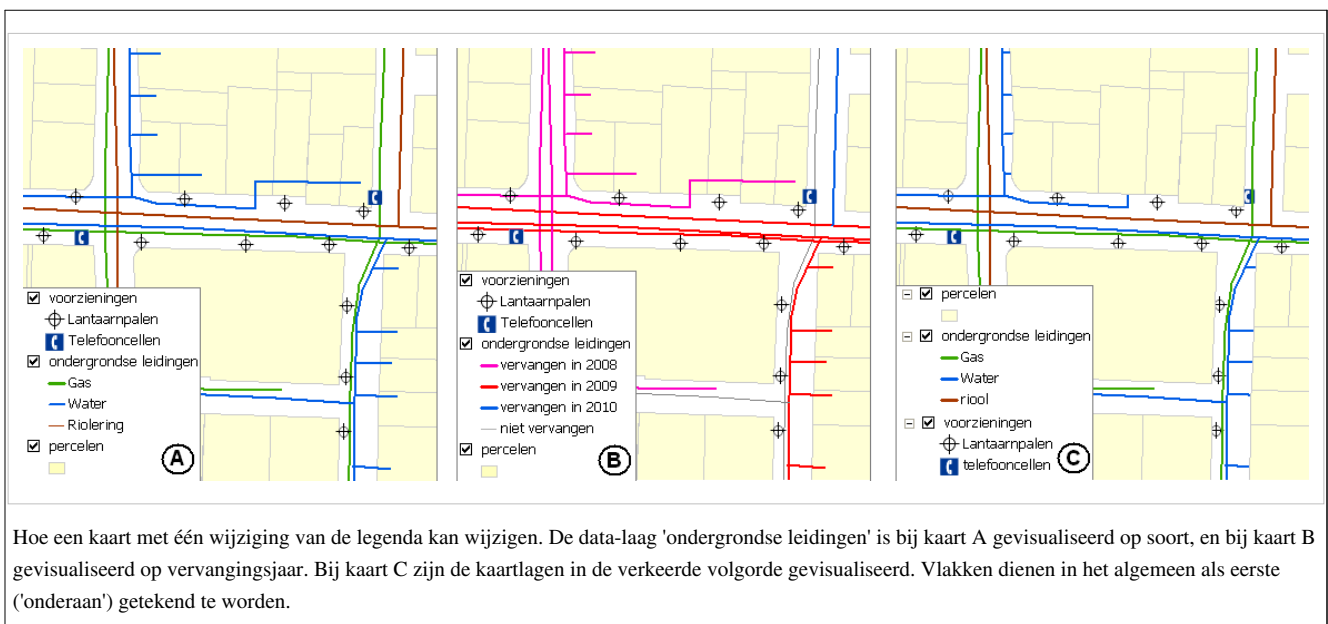 voorzieningen
Lantaarnpalen
Telefooncellen
ondergrondse leidingen
Gas
Water
Riolering
percelen
A
voorzieningen
Lantaarnpalen
Telefooncellen
ondergrondse leidingen
vervangen in 2008
vervangen in 2009
vervangen in 2010
niet vervangen
percelen
B
percelen
ondergrondse leidingen
Gas
Water
riool
voorzieningen
Lantaarnpalen
telefooncellen
C
Hoe een kaart met één wijziging van de legenda kan wijzigen. De data-laag 'ondergrondse leidingen' is bij kaart A gevisualiseerd op soort, en bij kaart B
gevisualiseerd op vervangingsjaar. Bij kaart C zijn de kaartlagen in de verkeerde volgorde gevisualiseerd. Vlakken dienen in het algemeen als eerste
('onderaan') getekend te worden.